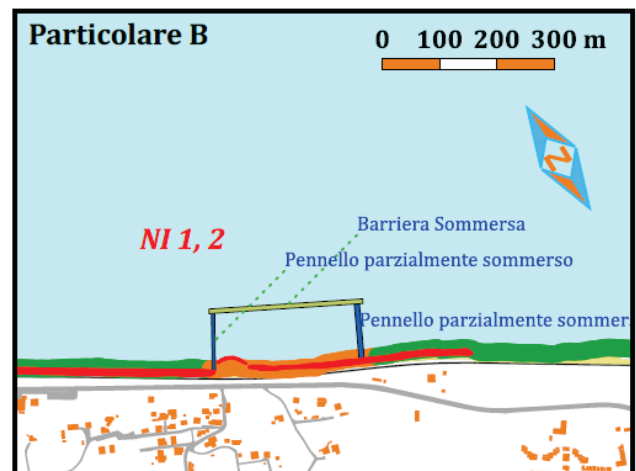 Particolare B
0 100 200 300 m
N
NI 1, 2
Barriera Sommersa
Pennello parzialmente sommerso
Pennello parzialmente sommer